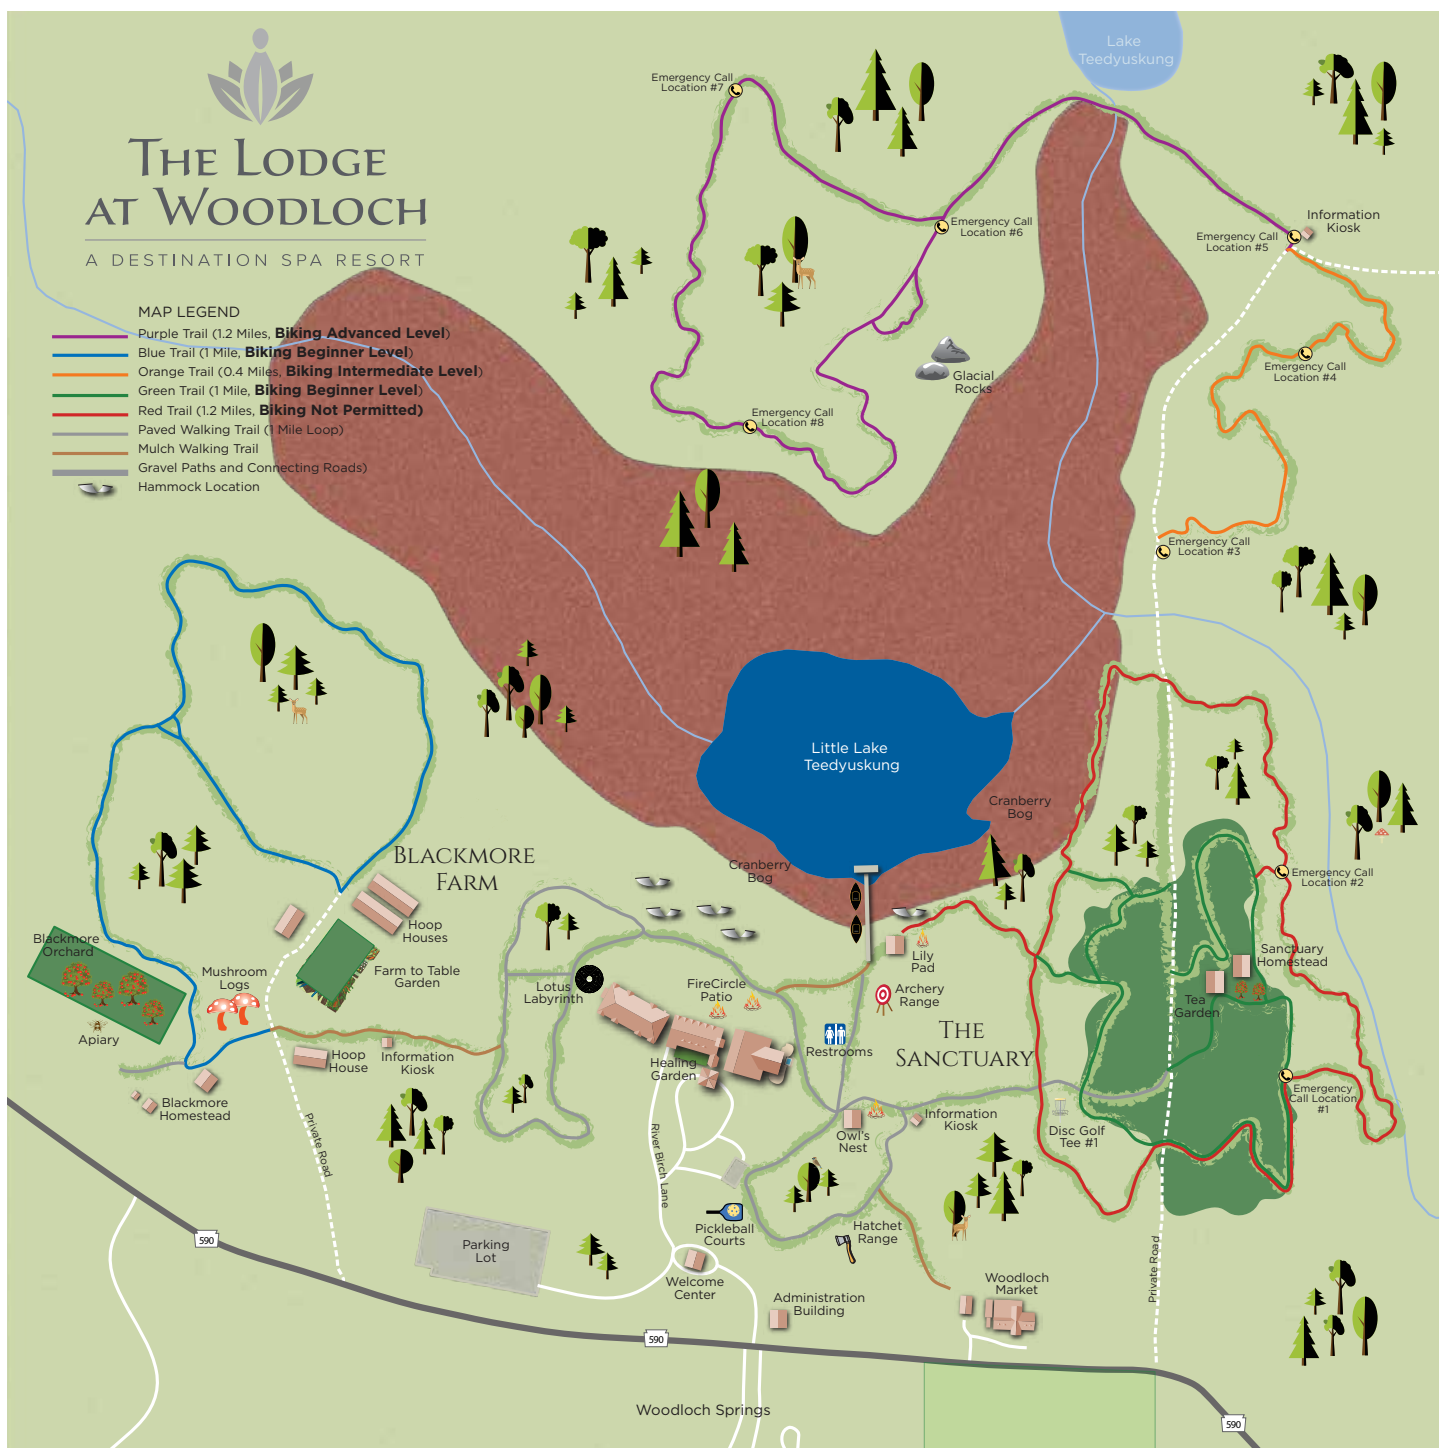 Lake
Teedyuskung
Emergency Call
Location #7
THE LODGE
AT WOODLOCH
A DESTINATION SPA RESORT
Emergency Call
Location #6
Information
Kiosk
Emergency Call
Location #5
MAP LEGEND
Purple Trail (1.2 Miles, Biking Advanced Level)
Blue Trail (1 Mile, Biking Beginner Level)
Orange Trail (0.4 Miles, Biking Intermediate Level)
Green Trail (1 Mile, Biking Beginner Level)
Red Trail (1.2 Miles, Biking Not Permitted)
Paved Walking Trail (1 Mile Loop)
Mulch Walking Trail
Gravel Paths and Connecting Roads)
Hammock Location
Glacial
Rocks
Emergency Call
Location #4
Emergency Call
Location #8
Emergency Call
Location #3
Little Lake
Teedyuskung
Cranberry
Bog
Cranberry
Bog
BLACKMORE
FARM
Emergency Call
Location #2
Hoop
Houses
Blackmore
Orchard
Mushroom
Logs
Farm to Table
Garden
Lotus
Labyrinth
FireCircle
Patio
Lily
Pad
Archery
Range
Sanctuary
Homestead
Tea
Garden
Apiary
Hoop
House
Information
Kiosk
Healing
Garden
Restrooms
THE
SANCTUARY
Blackmore
Homestead
Emergency
Call Location
#1
Information
Kiosk
Owl's
Nest
Disc Golf
Tee #1
Private Road
River Birch Lane
Pickleball
Courts
Hatchet
Range
Parking
Lot
590
Welcome
Center
Woodloch
Market
Private Road
Administration
Building
590
Woodloch Springs
590